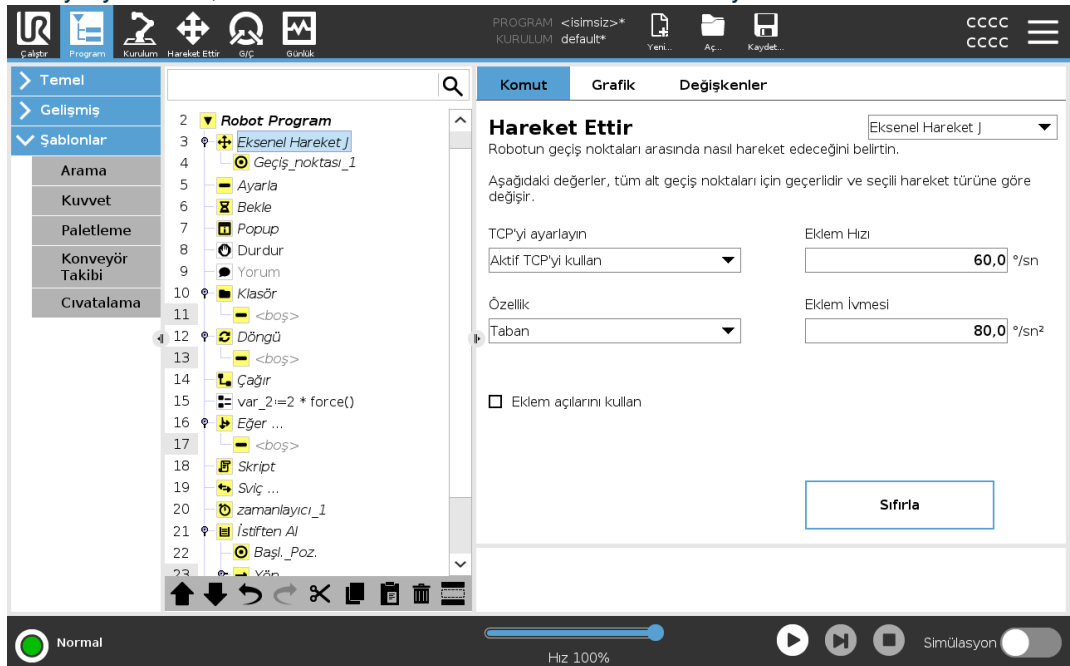 PROGRAM <isimsiz>*
KURULUM default*
Yeni...
Aç...
Kaydet...
CCCC
CCCC
UR
Çalıştır
Program
Kurulum
Hareket Ettir
G/Ç
Günlük
Temel
Gelişmiş
Şablonlar
Arama
Kuvvet
Paletleme
Konveyör
Takibi
Cıvatalama
2 Robot Program
3 Eksenel Hareket J
4 Geçiş_noktası_1
5 Ayarla
6 Bekle
7 Popup
8 Durdur
9 Yorum
10 Klasör
11 <boş>
12 Döngü
13 <boş>
14 Çağır
15 var_2:=2 * force()
16 Eğer ...
17 <boş>
18 Skript
19 Sviç ...
20 zamanlayıcı_1
21 İstiften Al
22 Başl._Poz.
23 Yön
Komut
Grafik
Değişkenler
Hareket Ettir
Eksenel Hareket J
Robotun geçiş noktaları arasında nasıl hareket edeceğini belirtin.
Aşağıdaki değerler, tüm alt geçiş noktaları için geçerlidir ve seçili hareket türüne göre
değişir.
TCP'yi ayarlayın
Eklem Hızı
Aktif TCP'yi kullan
60,0 °/sn
Özellik
Eklem İvmesi
Taban
80,0 °/sn²
Eklem açılarını kullan
Sıfırla
Normal
Hız 100%
Simülasyon